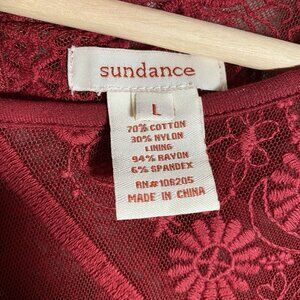 sundance
L
70% COTTON
30% NYLON
LINING
94% RAYON
6% SPANDEX
RN#106205
MADE IN CHINA